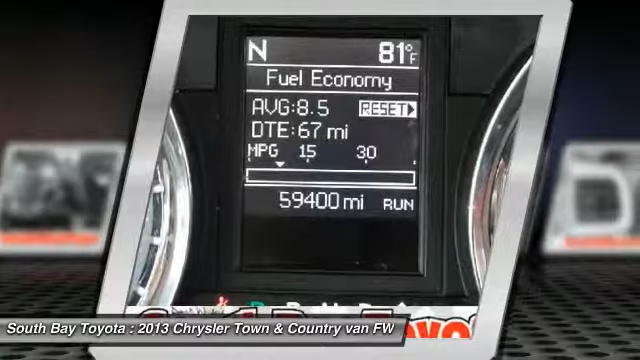 N 81°F
Fuel Economy
AVG:8.5 RESET
DTE:67 mi
MPG 15 30
59400 mi RUN
South Bay Toyota : 2013 Chrysler Town & Country van FW